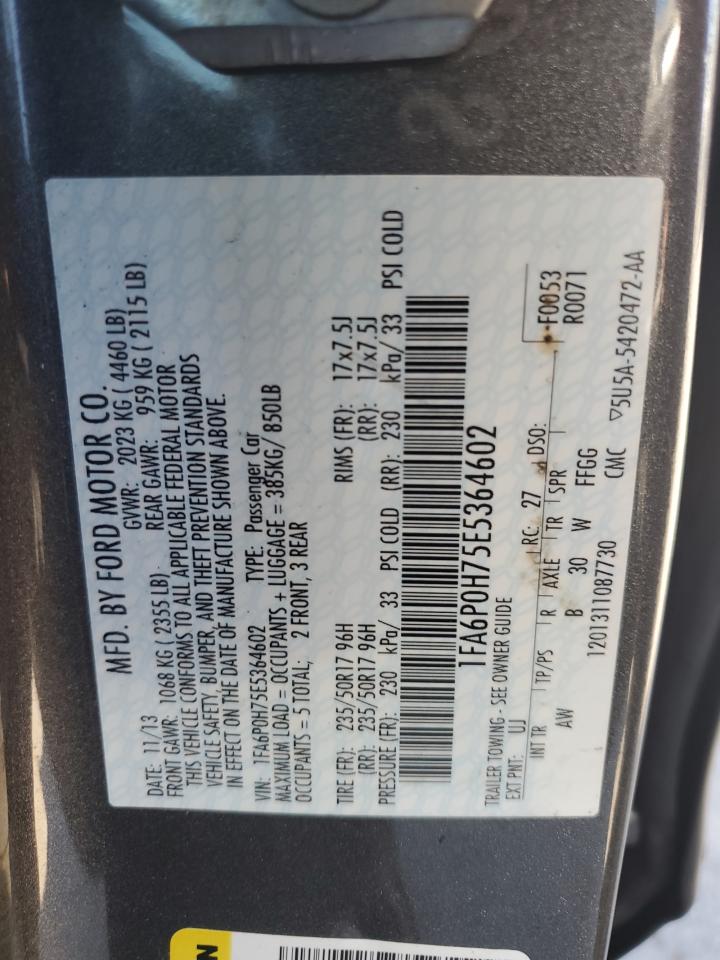 MFD. BY FORD MOTOR CO.
DATE: 11/13 GVWR: 2023 KG ( 4460 LB)
FRONT GAWR: 1068 KG ( 2355 LB) REAR GAWR: 959 KG ( 2115 LB)
THIS VEHICLE CONFORMS TO ALL APPLICABLE FEDERAL MOTOR
VEHICLE SAFETY, BUMPER, AND THEFT PREVENTION STANDARDS
IN EFFECT ON THE DATE OF MANUFACTURE SHOWN ABOVE.
VIN: 1FA6P0H75E5364602 TYPE: Passenger Car
MAXIMUM LOAD = OCCUPANTS + LUGGAGE = 385KG/ 850LB
OCCUPANTS = 5 TOTAL; 2 FRONT, 3 REAR
TIRE (FR): 235/50R17 96H RIMS (FR): 17x7.5J
(RR): 235/50R17 96H (RR): 17x7.5J
PRESSURE (FR): 230 kPa/ 33 PSI COLD (RR): 230 kPa/ 33 PSI COLD
1FA6P0H75E5364602
TRAILER TOWING - SEE OWNER GUIDE
EXT PNT: UJ RC: 27 DSO: F0053
INT TR TP/PS R AXLE TR SPR R0071
AW B 30 W FFGG
1201311087730 CMC ▽5U5A-5420472-AA